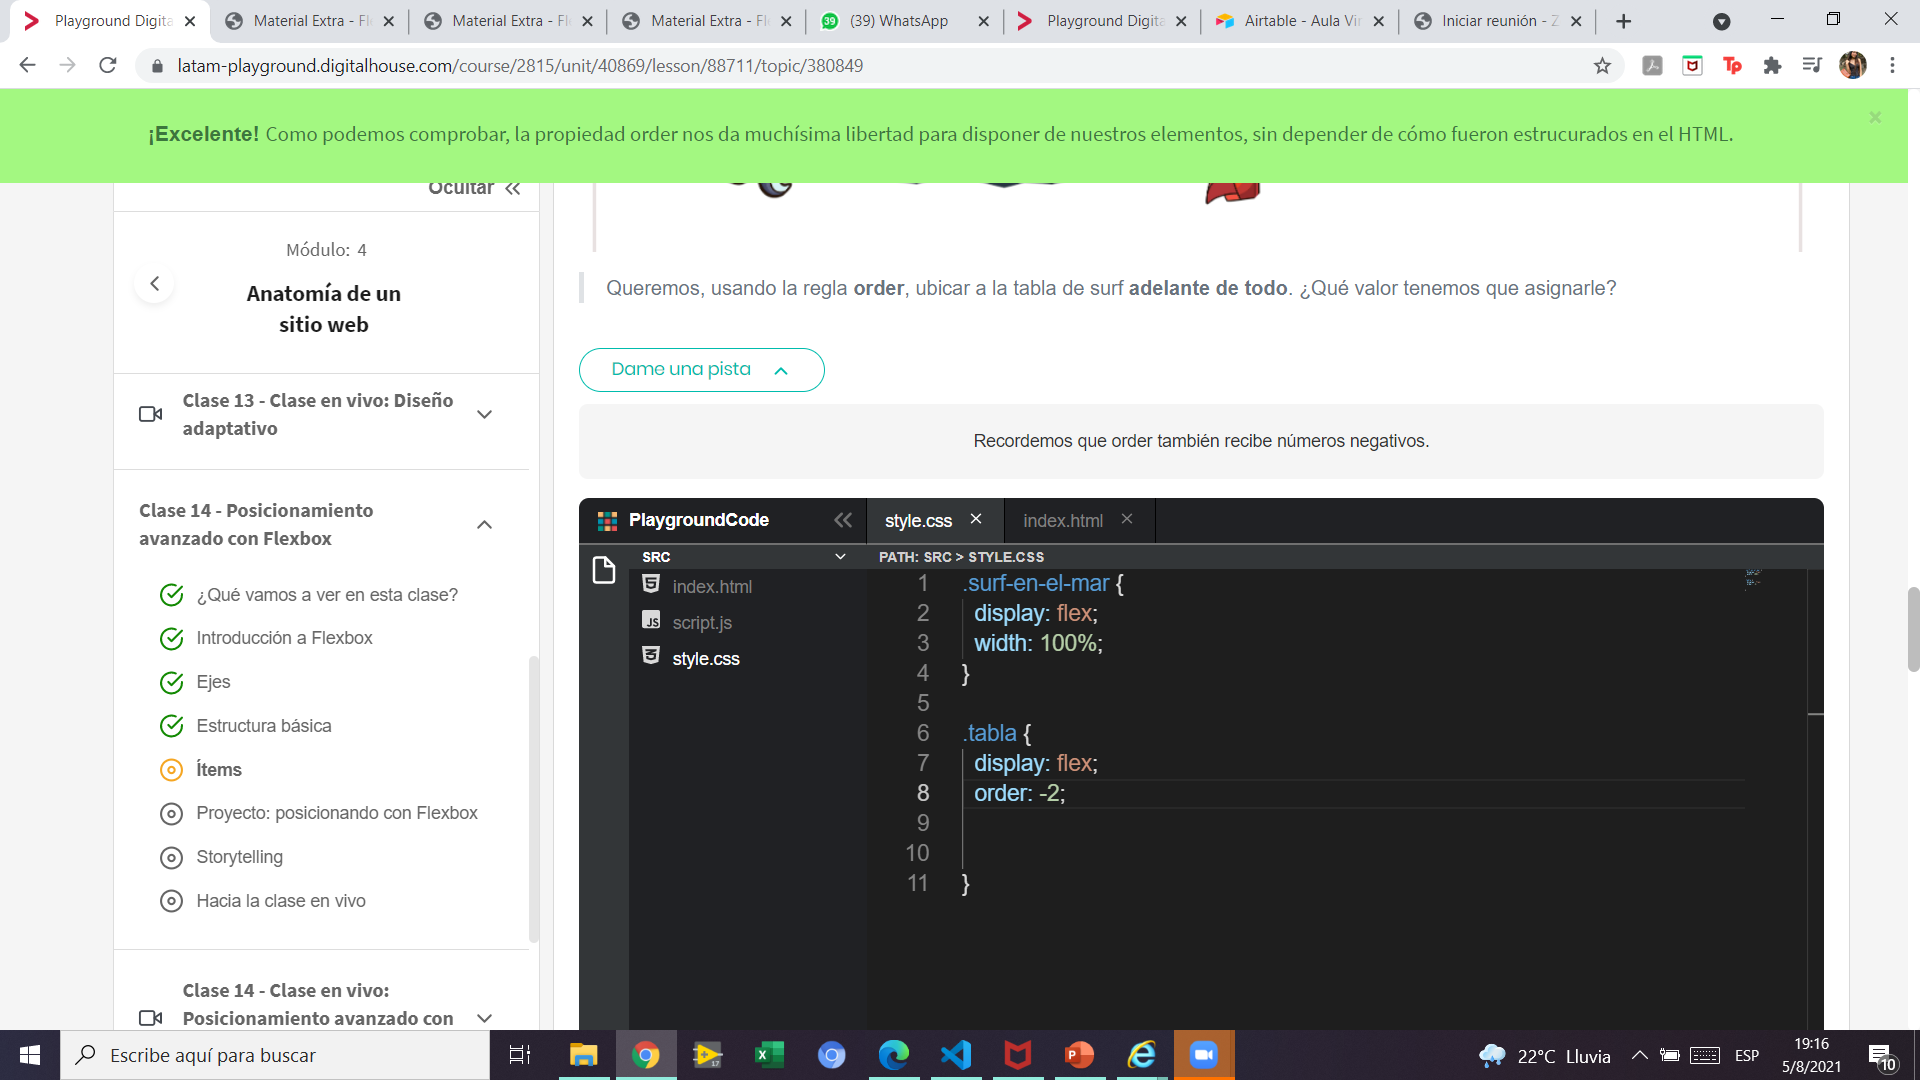 Playground Digita
Material Extra - Fl
Material Extra - Fl
Material Extra - Fl
39
(39) WhatsApp
Playground Digita
Airtable - Aula Vir
Iniciar reunión - Z
latam-playground.digitalhouse.com/course/2815/unit/40869/lesson/88711/topic/380849
Tp
¡Excelente! Como podemos comprobar, la propiedad order nos da muchísima libertad para disponer de nuestros elementos, sin depender de cómo fueron estrucurados en el HTML.
×
Ocultar
Módulo: 4
Anatomía de un
sitio web
Clase 13 - Clase en vivo: Diseño
adaptativo
Clase 14 - Posicionamiento
avanzado con Flexbox
¿Qué vamos a ver en esta clase?
Introducción a Flexbox
Ejes
Estructura básica
Ítems
Proyecto: posicionando con Flexbox
Storytelling
Hacia la clase en vivo
Clase 14 - Clase en vivo:
Posicionamiento avanzado con
Queremos, usando la regla order, ubicar a la tabla de surf adelante de todo. ¿Qué valor tenemos que asignarle?
Dame una pista
Recordemos que order también recibe números negativos.
PlaygroundCode
style.css
index.html
SRC
PATH: SRC > STYLE.CSS
index.html
JS script.js
style.css
1 .surf-en-el-mar {
2 display: flex;
3 width: 100%;
4 }
5
6 .tabla {
7 display: flex;
8 order: -2;
9
10
11 }
Escribe aquí para buscar
22°C Lluvia
ESP
19:16
5/8/2021
10